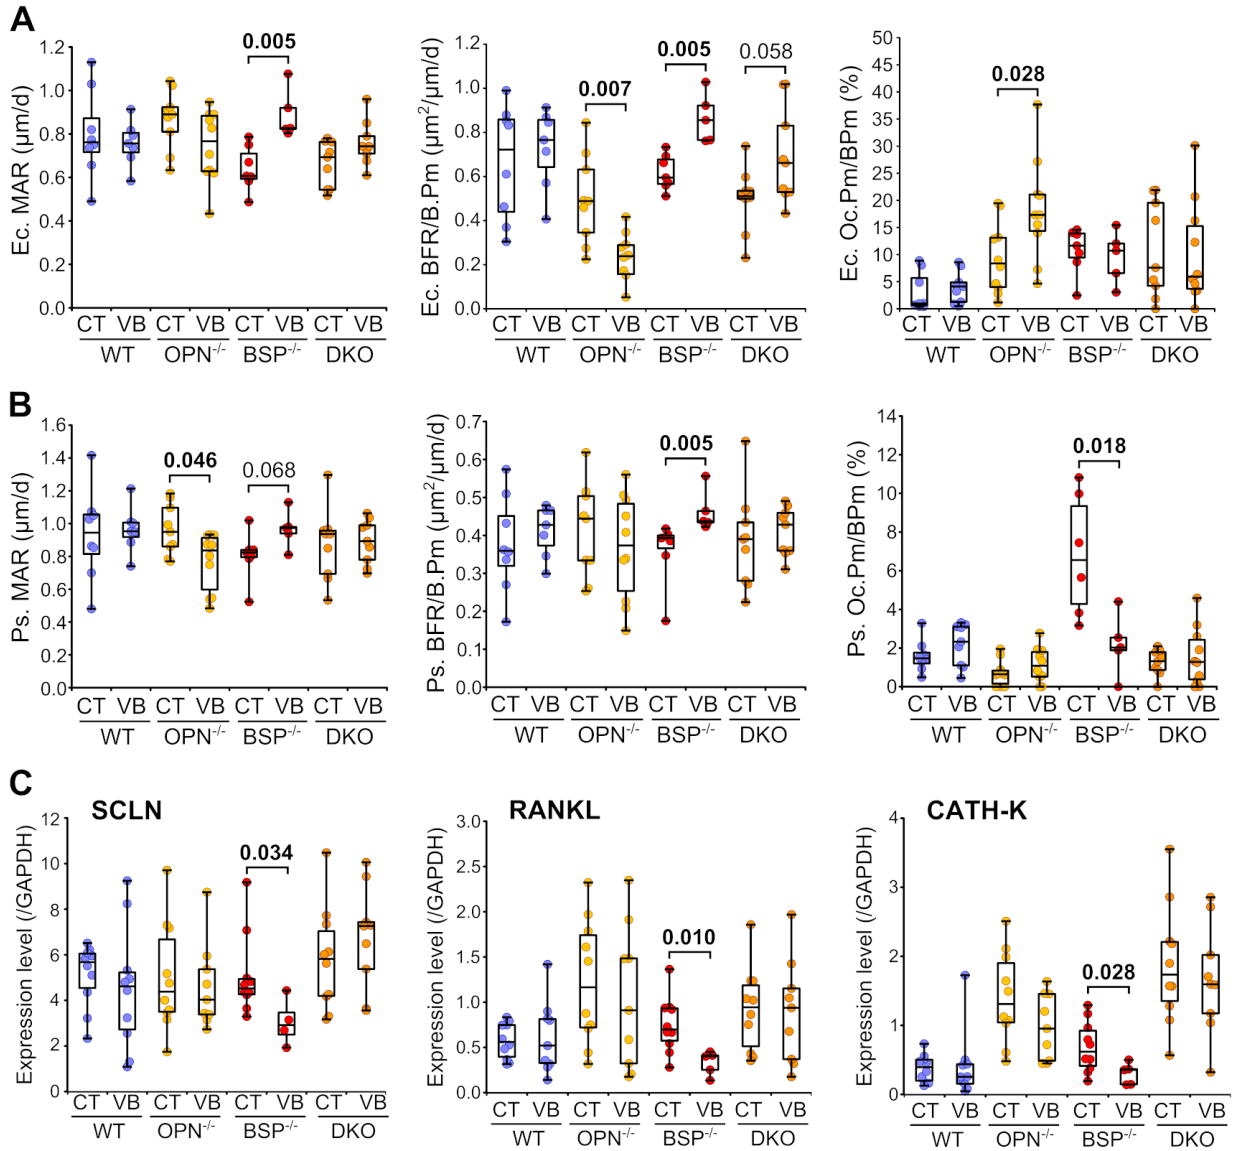 A
Ec. MAR (μm/d)
1.2
1.0
0.8
0.6
0.4
0.2
0.0
0.005
CT VB CT VB CT VB CT VB
WT OPN-/- BSP-/- DKO
Ec. BFR/B.Pm (μm2/μm/d)
1.2
1.0
0.8
0.6
0.4
0.2
0.0
0.007
0.005
0.058
CT VB CT VB CT VB CT VB
WT OPN-/- BSP-/- DKO
Ec. Oc.Pm/BPm (%)
50
45
40
35
30
25
20
15
10
5
0
0.028
CT VB CT VB CT VB CT VB
WT OPN-/- BSP-/- DKO
B
Ps. MAR (μm/d)
1.6
1.4
1.2
1.0
0.8
0.6
0.4
0.2
0.0
0.046
0.068
CT VB CT VB CT VB CT VB
WT OPN-/- BSP-/- DKO
Ps. BFR/B.Pm (μm2/μm/d)
0.7
0.6
0.5
0.4
0.3
0.2
0.1
0.0
0.005
CT VB CT VB CT VB CT VB
WT OPN-/- BSP-/- DKO
Ps. Oc.Pm/BPm (%)
14
12
10
8
6
4
2
0
0.018
CT VB CT VB CT VB CT VB
WT OPN-/- BSP-/- DKO
C
SCLN
Expression level (/GAPDH)
12
10
8
6
4
2
0
0.034
CT VB CT VB CT VB CT VB
WT OPN-/- BSP-/- DKO
RANKL
Expression level (/GAPDH)
3.0
2.5
2.0
1.5
1.0
0.5
0.0
0.010
CT VB CT VB CT VB CT VB
WT OPN-/- BSP-/- DKO
CATH-K
Expression level (/GAPDH)
4
3
2
1
0
0.028
CT VB CT VB CT VB CT VB
WT OPN-/- BSP-/- DKO